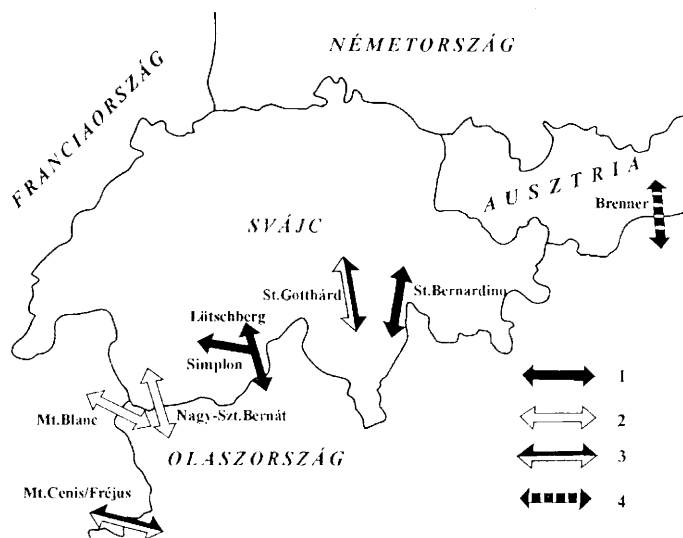 NÉMETORSZÁG
FRANCIAORSZÁG
AUSZTRIA
Brenner
SVÁJC
St.Gotthárd
St.Bernardino
Lötschberg
Simplon
1
Mt.Blanc
Nagy-Szt.Bernát
2
OLASZORSZÁG
3
Mt.Cenis/Fréjus
4